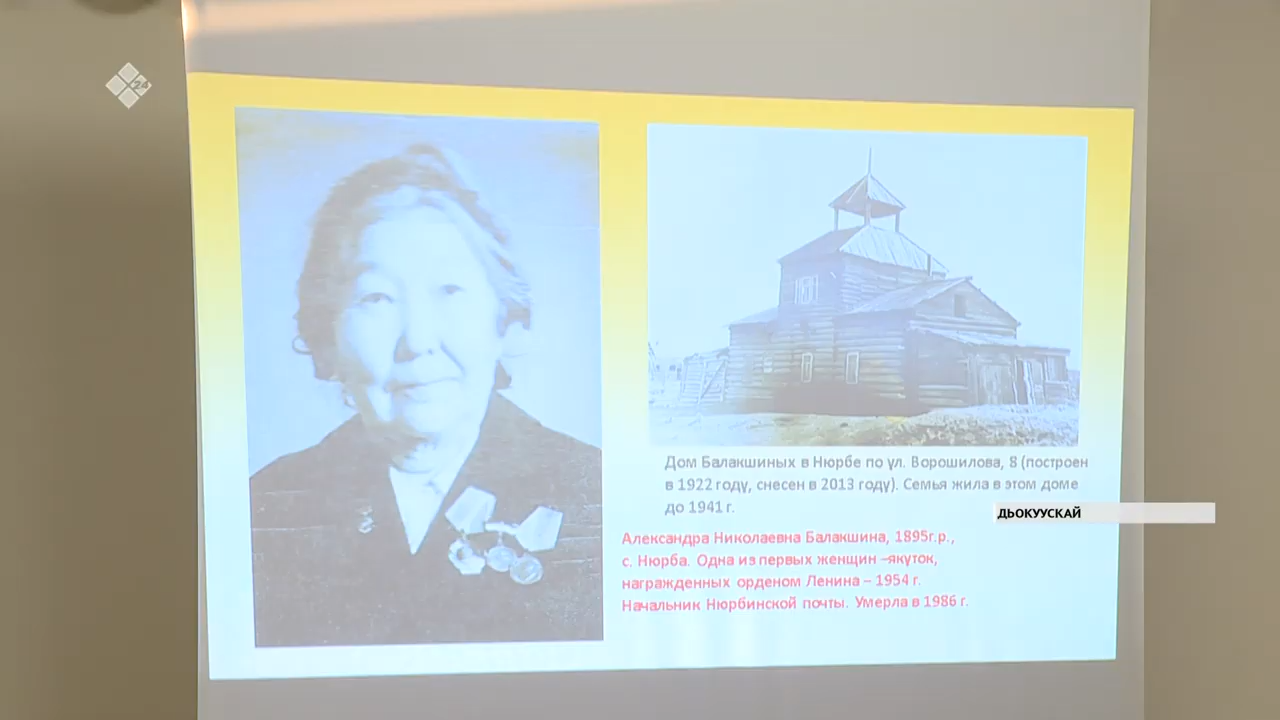 24
Дом Балакшиных в Нюрбе по ул. Ворошилова, 8 (построен
в 1922 году, снесен в 2013 году). Семья жила в этом доме
до 1941 г.
ДЬОКУУСКАЙ
Александра Николаевна Балакшина, 1895г.р.,
с. Нюрба. Одна из первых женщин –якуток,
награжденных орденом Ленина – 1954 г.
Начальник Нюрбинской почты. Умерла в 1986 г.